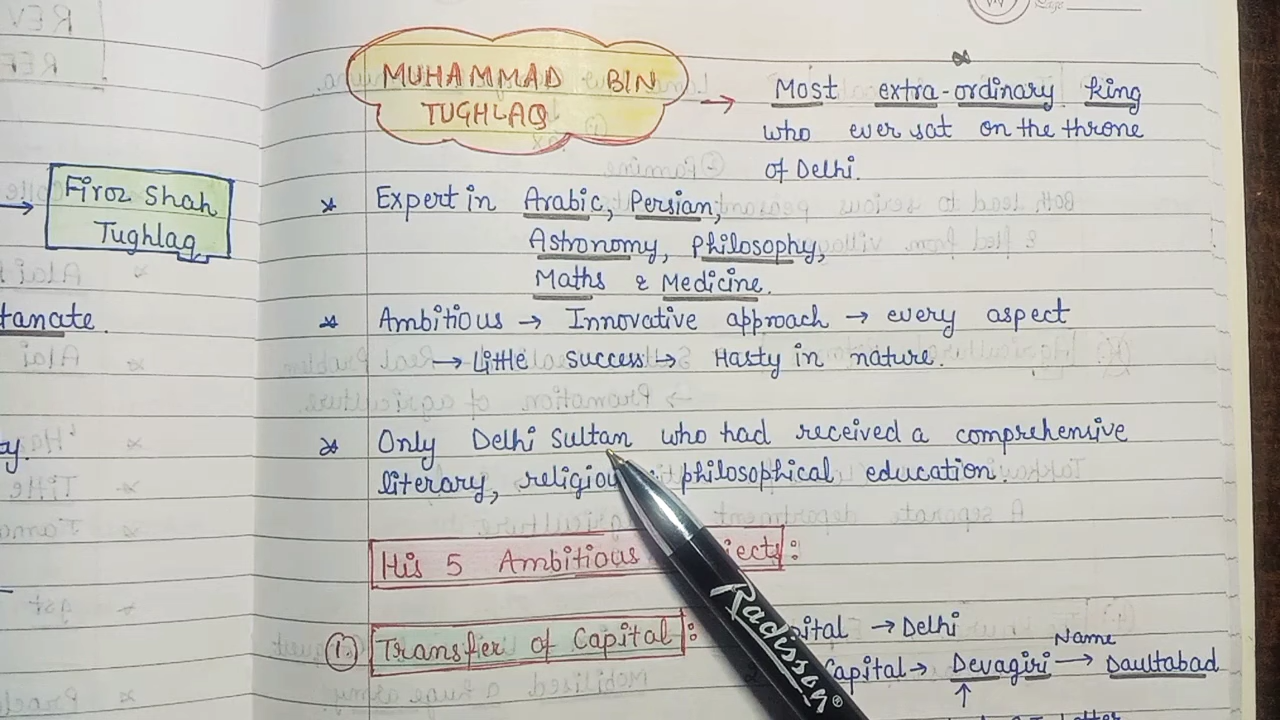 MUHAMMAD BIN
TUGHLAQ
→ Most extra-ordinary king
who ever sat on the throne
of Delhi.
→ Firoz Shah
Tughlaq
tanate.
* Expert in Arabic, Persian,
Astronomy, Philosophy,
Maths & Medicine.
* Ambitious → Innovative approach → every aspect
→ Little success → Hasty in nature.
* Only Delhi Sultan who had received a comprehensive
literary, religiou philosophical education.
His 5 Ambitious jects:
1. Transfer of Capital: pital → Delhi
Name
Capital → Devagiri → Daultabad
Radisson